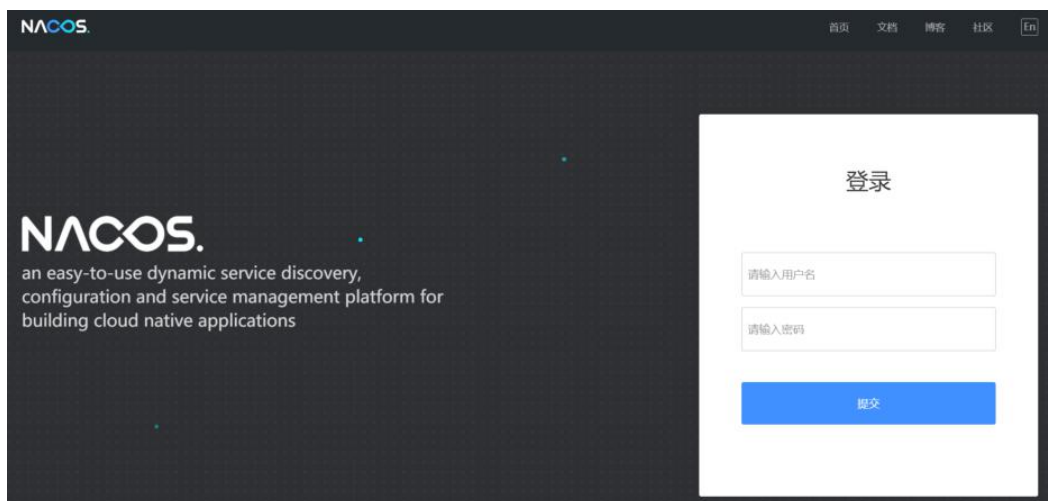 NACOS.
首页 文档 博客 社区 En
登录
NACOS.
an easy-to-use dynamic service discovery,
configuration and service management platform for
building cloud native applications
请输入用户名
请输入密码
提交